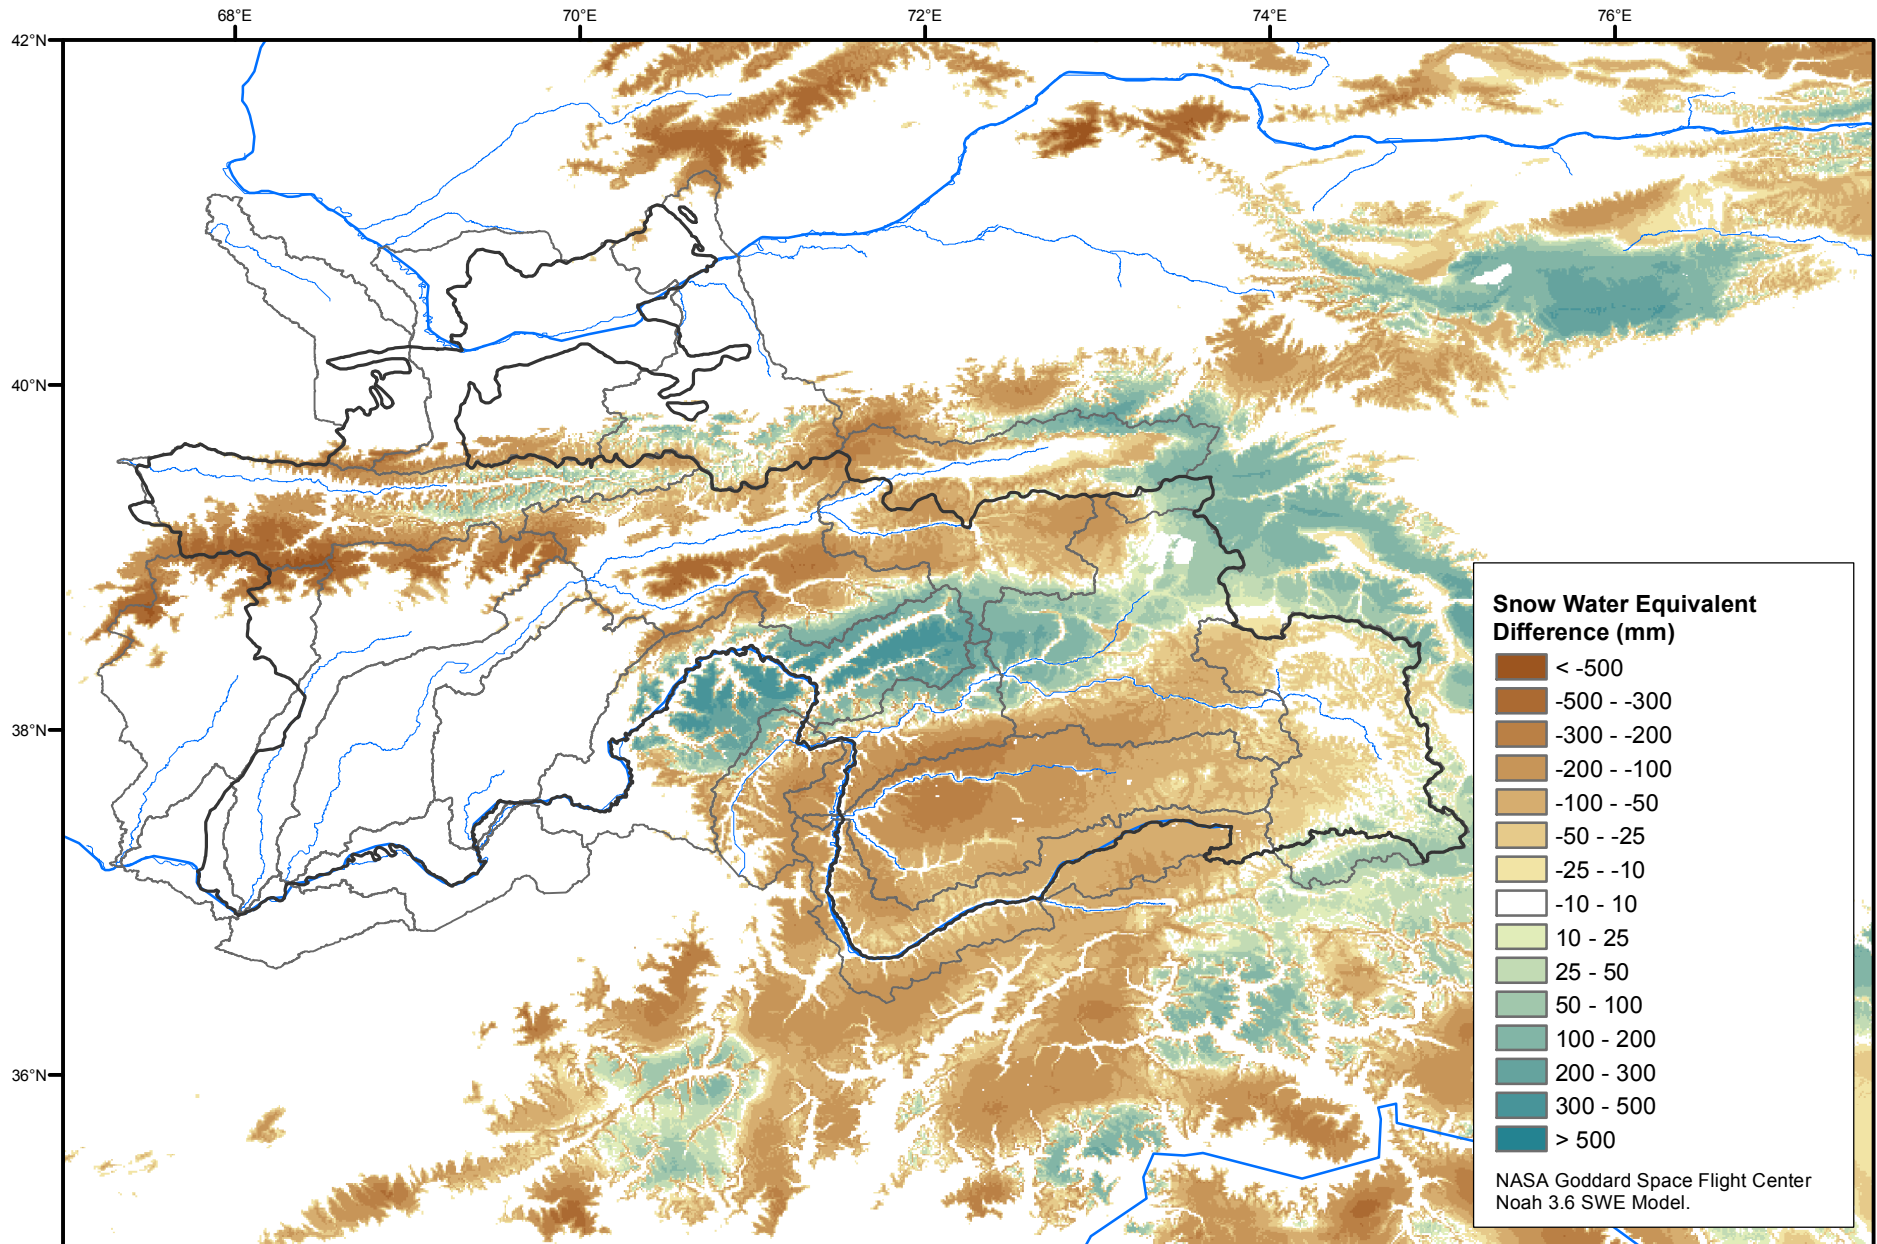 68°E
70°E
72°E
74°E
76°E
42°N
40°N
38°N
36°N
Snow Water Equivalent
Difference (mm)
< -500
-500 - -300
-300 - -200
-200 - -100
-100 - -50
-50 - -25
-25 - -10
-10 - 10
10 - 25
25 - 50
50 - 100
100 - 200
200 - 300
300 - 500
> 500
NASA Goddard Space Flight Center
Noah 3.6 SWE Model.